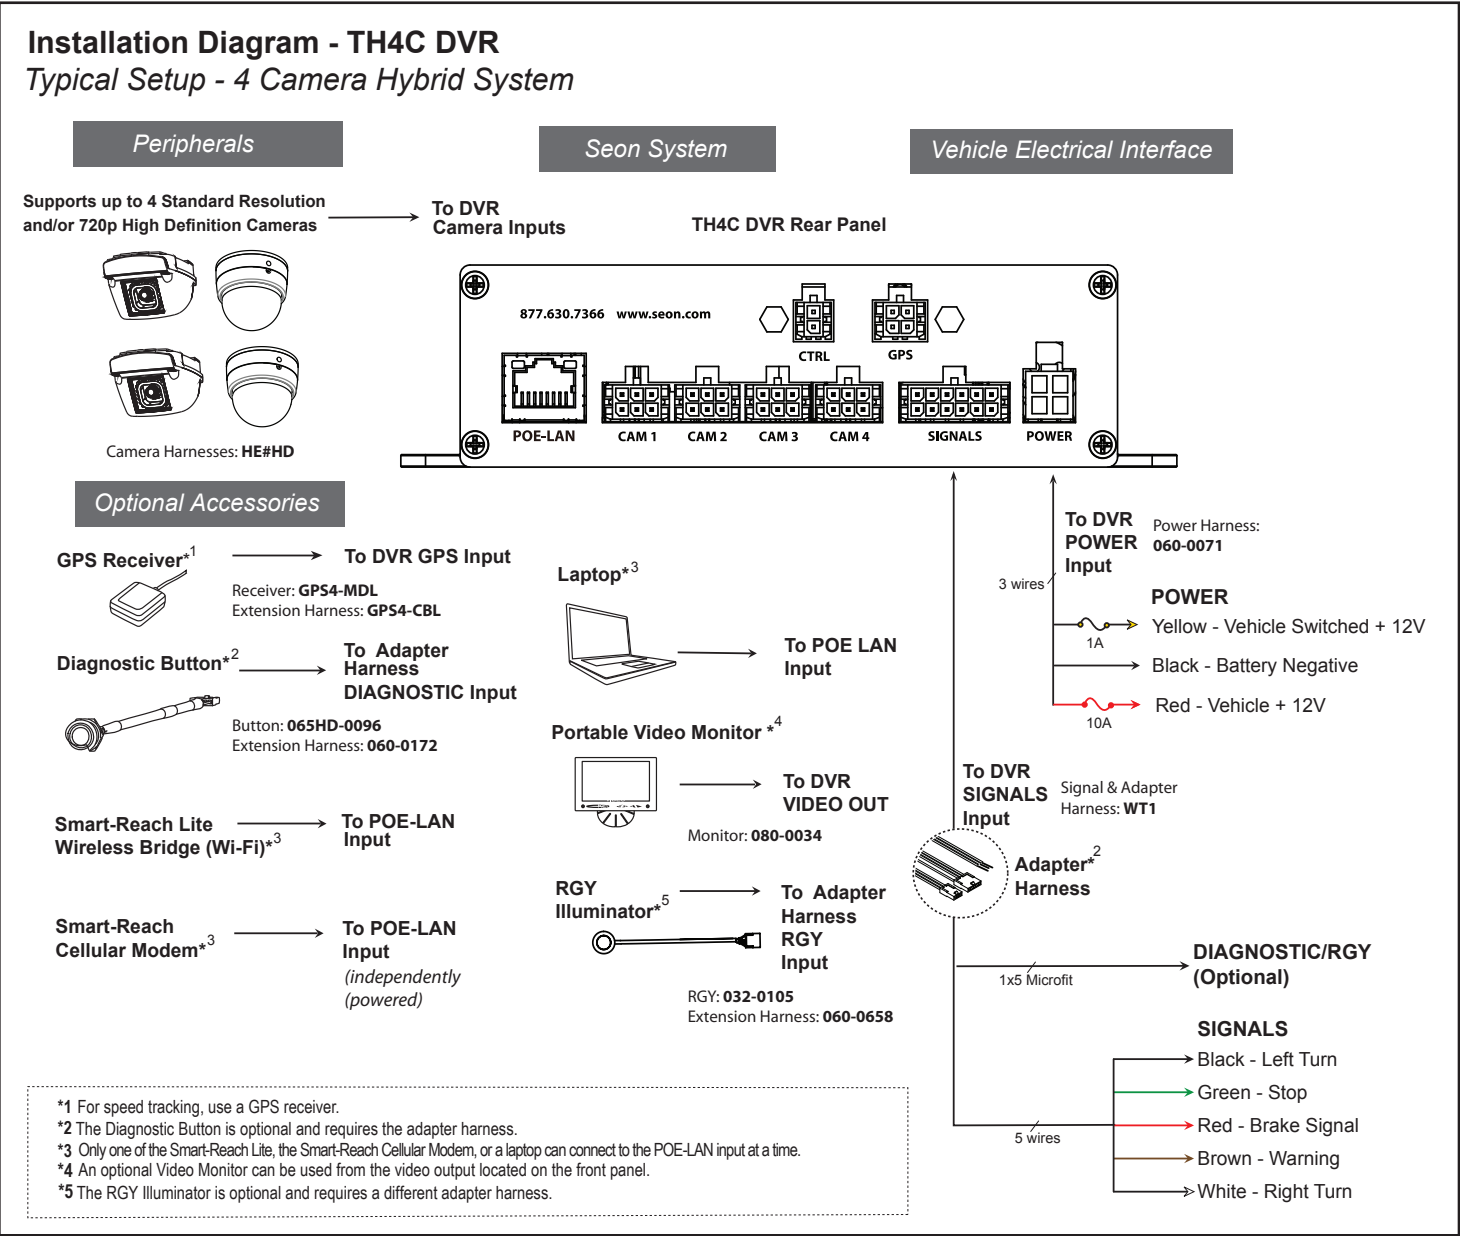 Installation Diagram - TH4C DVR
Typical Setup - 4 Camera Hybrid System
Peripherals
Seon System
Vehicle Electrical Interface
Supports up to 4 Standard Resolution
and/or 720p High Definition Cameras
To DVR
Camera Inputs
TH4C DVR Rear Panel
877.630.7366 www.seon.com
CTRL
GPS
POE-LAN
CAM 1
CAM 2
CAM 3
CAM 4
SIGNALS
POWER
Camera Harnesses: HE#HD
Optional Accessories
GPS Receiver*1
To DVR GPS Input
Receiver: GPS4-MDL
Extension Harness: GPS4-CBL
Diagnostic Button*2
To Adapter
Harness
DIAGNOSTIC Input
Button: 065HD-0096
Extension Harness: 060-0172
Smart-Reach Lite
Wireless Bridge (Wi-Fi)*3
To POE-LAN
Input
Smart-Reach
Cellular Modem*3
To POE-LAN
Input
(independently
(powered)
Laptop*3
To POE LAN
Input
Portable Video Monitor *4
To DVR
VIDEO OUT
Monitor: 080-0034
RGY
Illuminator*5
To Adapter
Harness
RGY
Input
RGY: 032-0105
Extension Harness: 060-0658
To DVR
POWER
Input
Power Harness:
060-0071
3 wires
POWER
Yellow - Vehicle Switched + 12V
1A
Black - Battery Negative
Red - Vehicle + 12V
10A
To DVR
SIGNALS
Input
Signal & Adapter
Harness: WT1
Adapter*2
Harness
DIAGNOSTIC/RGY
(Optional)
1x5 Microfit
SIGNALS
Black - Left Turn
Green - Stop
Red - Brake Signal
5 wires
Brown - Warning
White - Right Turn
*1 For speed tracking, use a GPS receiver.
*2 The Diagnostic Button is optional and requires the adapter harness.
*3 Only one of the Smart-Reach Lite, the Smart-Reach Cellular Modem, or a laptop can connect to the POE-LAN input at a time.
*4 An optional Video Monitor can be used from the video output located on the front panel.
*5 The RGY Illuminator is optional and requires a different adapter harness.